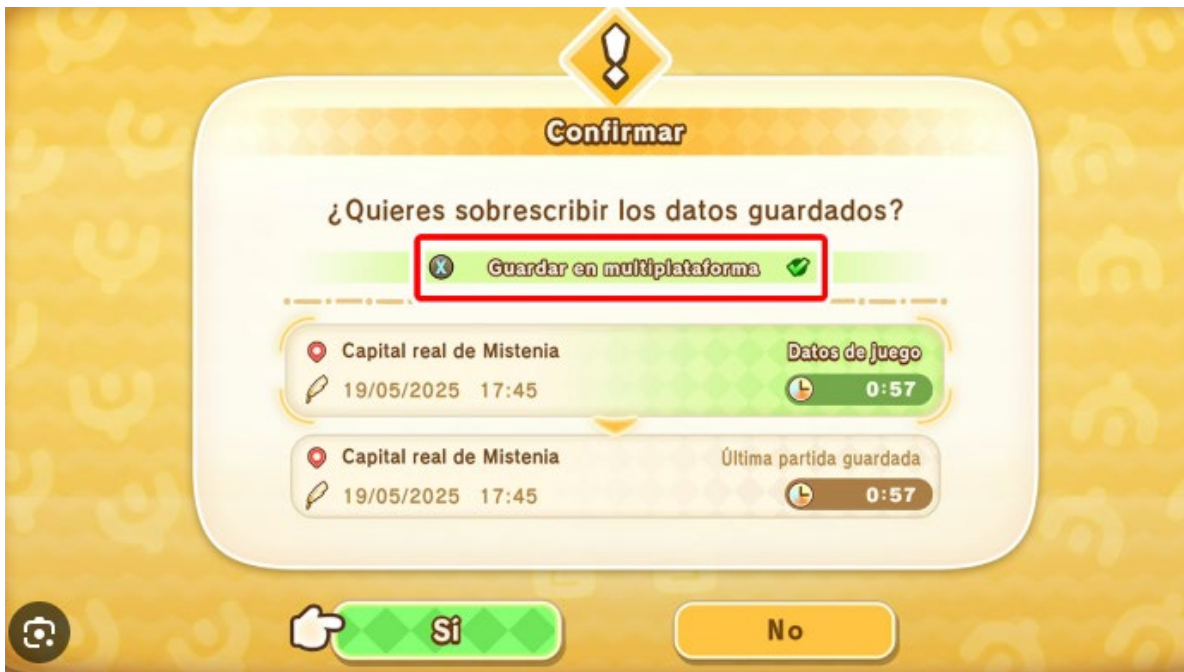 Confirmar
¿Quieres sobrescribir los datos guardados?
X Guardar en multiplataforma
Capital real de Mistenia Datos de juego
19/05/2025 17:45 0:57
Capital real de Mistenia Última partida guardada
19/05/2025 17:45 0:57
Sí No